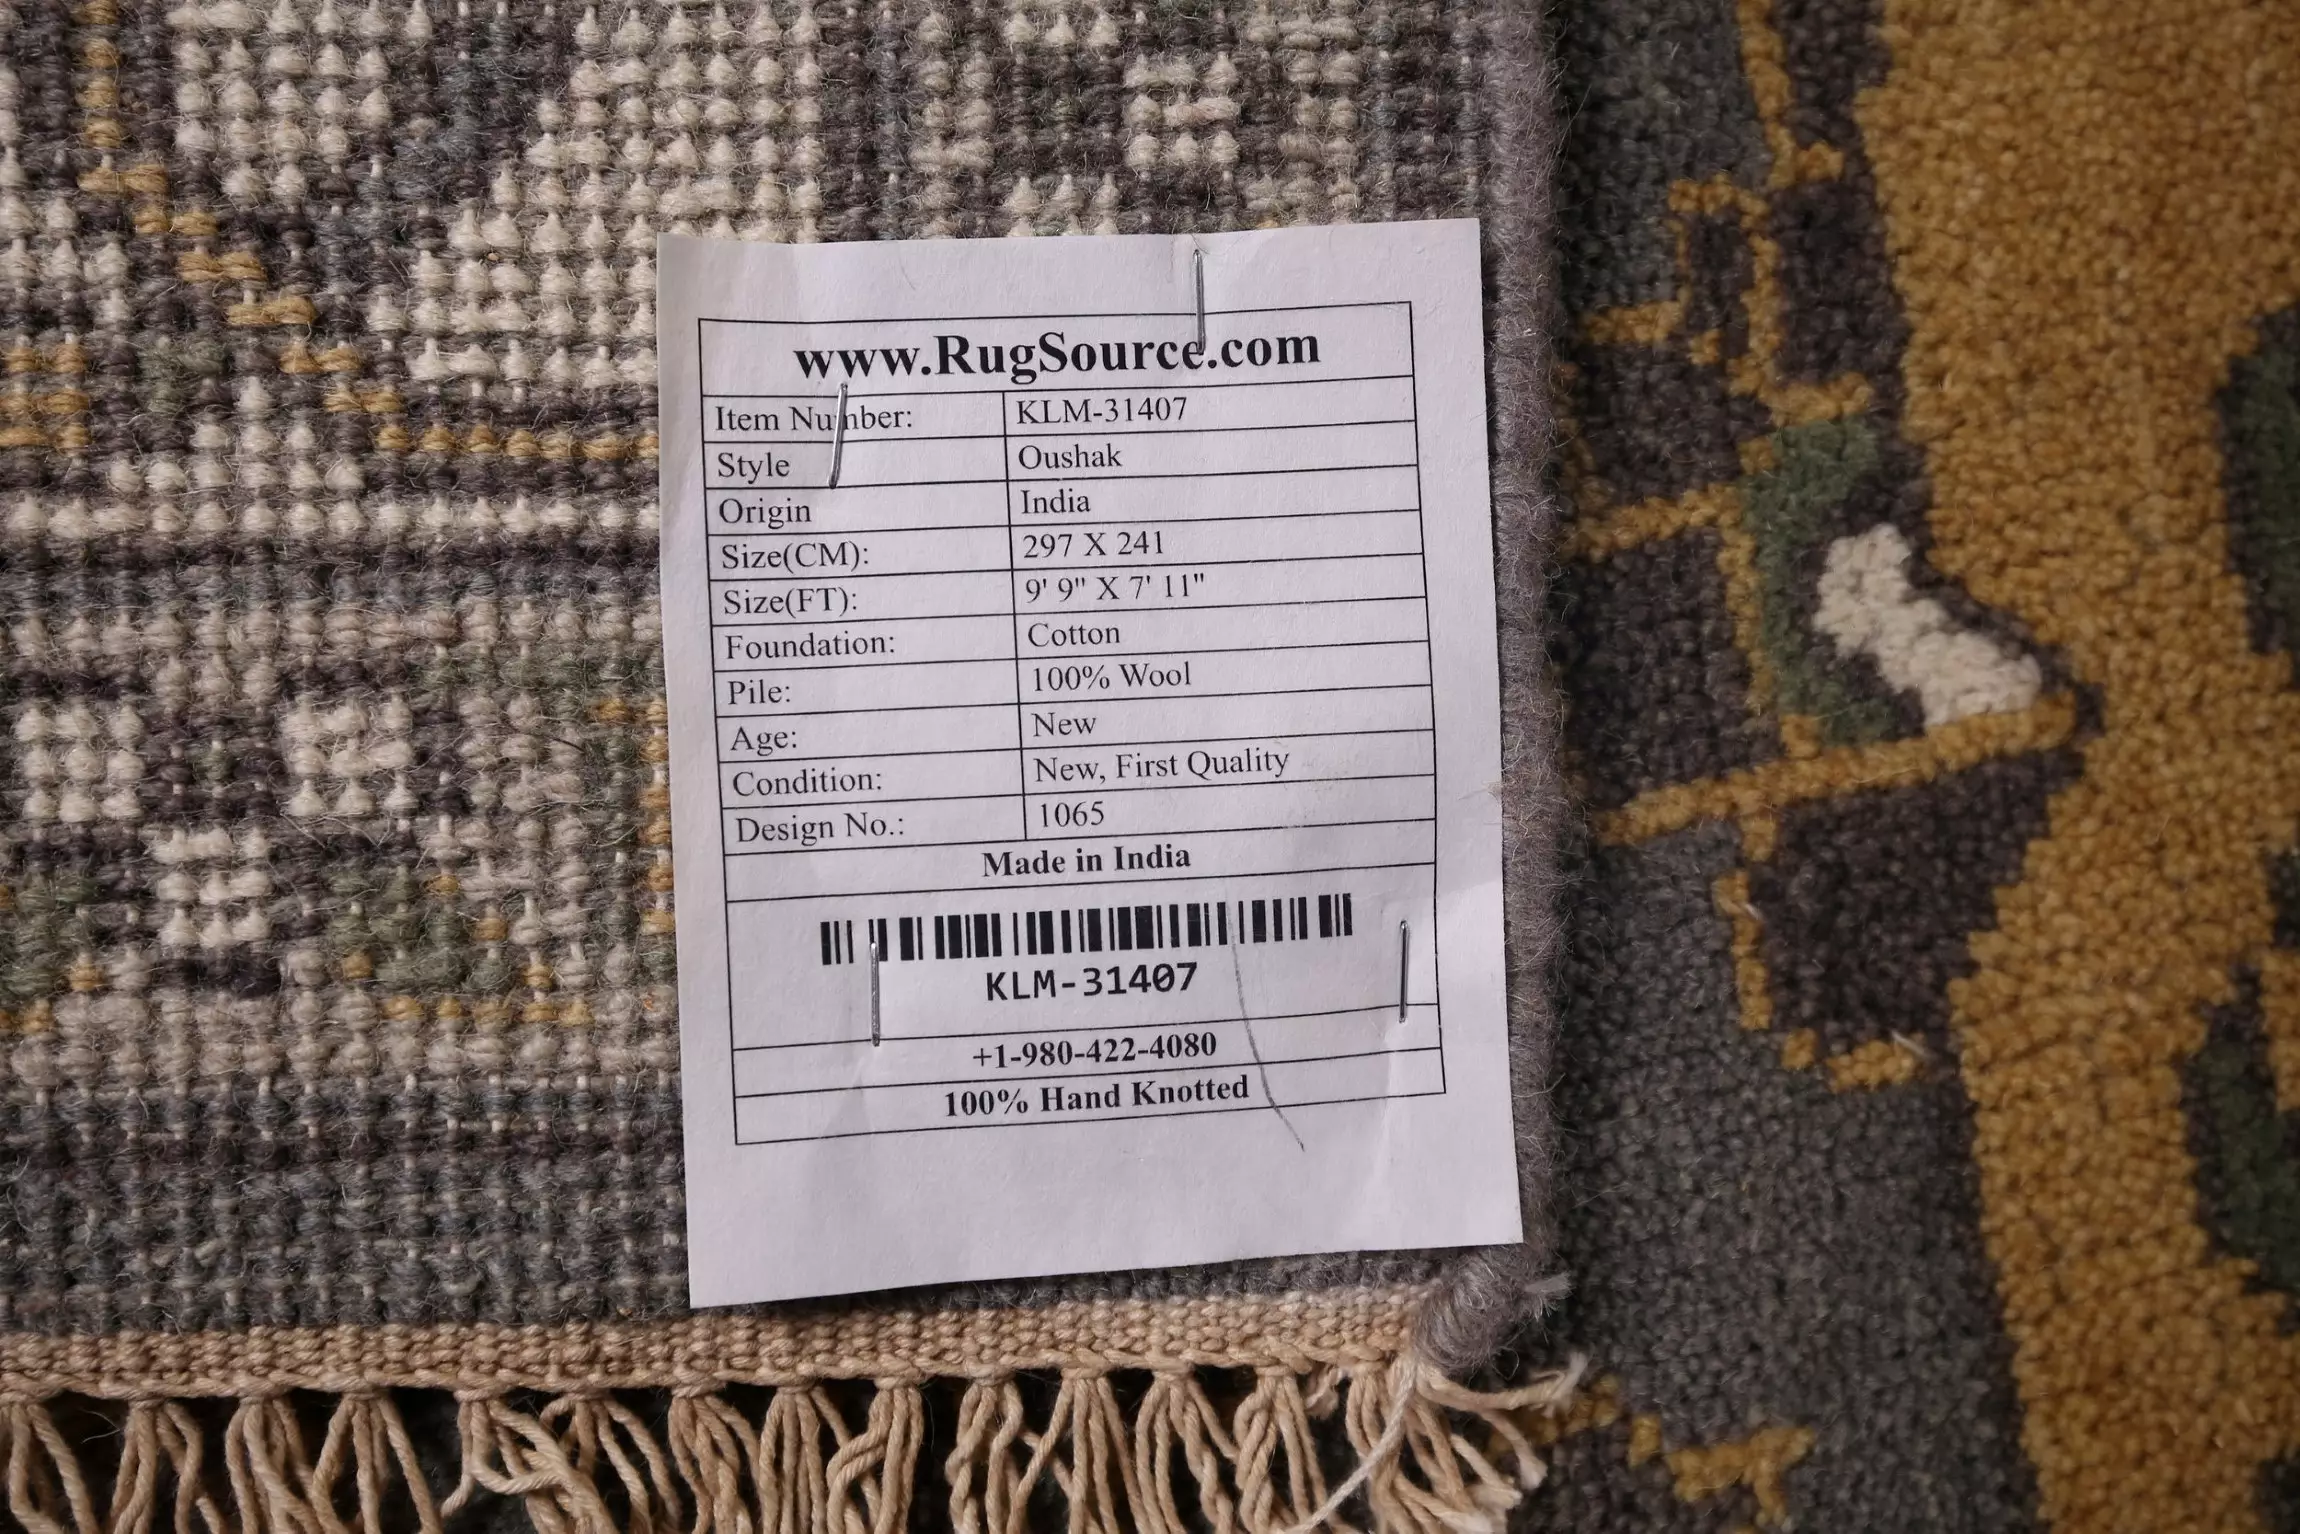 www.RugSource.com
Item Number: KLM-31407
Style Oushak
Origin India
Size(CM): 297 X 241
Size(FT): 9' 9" X 7' 11"
Foundation: Cotton
Pile: 100% Wool
Age: New
Condition: New, First Quality
Design No.: 1065
Made in India
KLM-31407
+1-980-422-4080
100% Hand Knotted